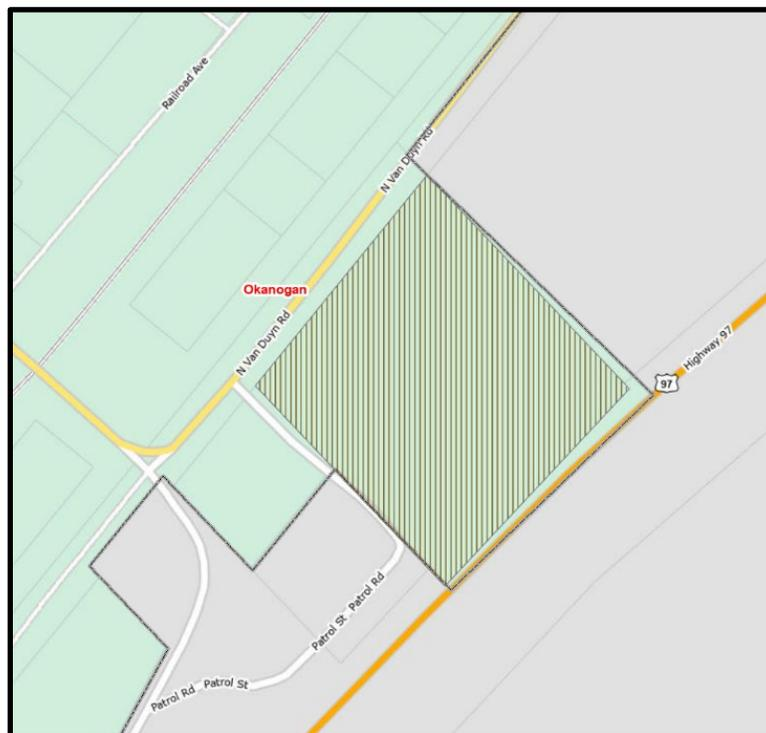 Railroad Ave
N Van Duyn Rd
Okanogan
N Van Duyn Rd
Highway 97
97
Patrol St Patrol Rd
Patrol Rd Patrol St